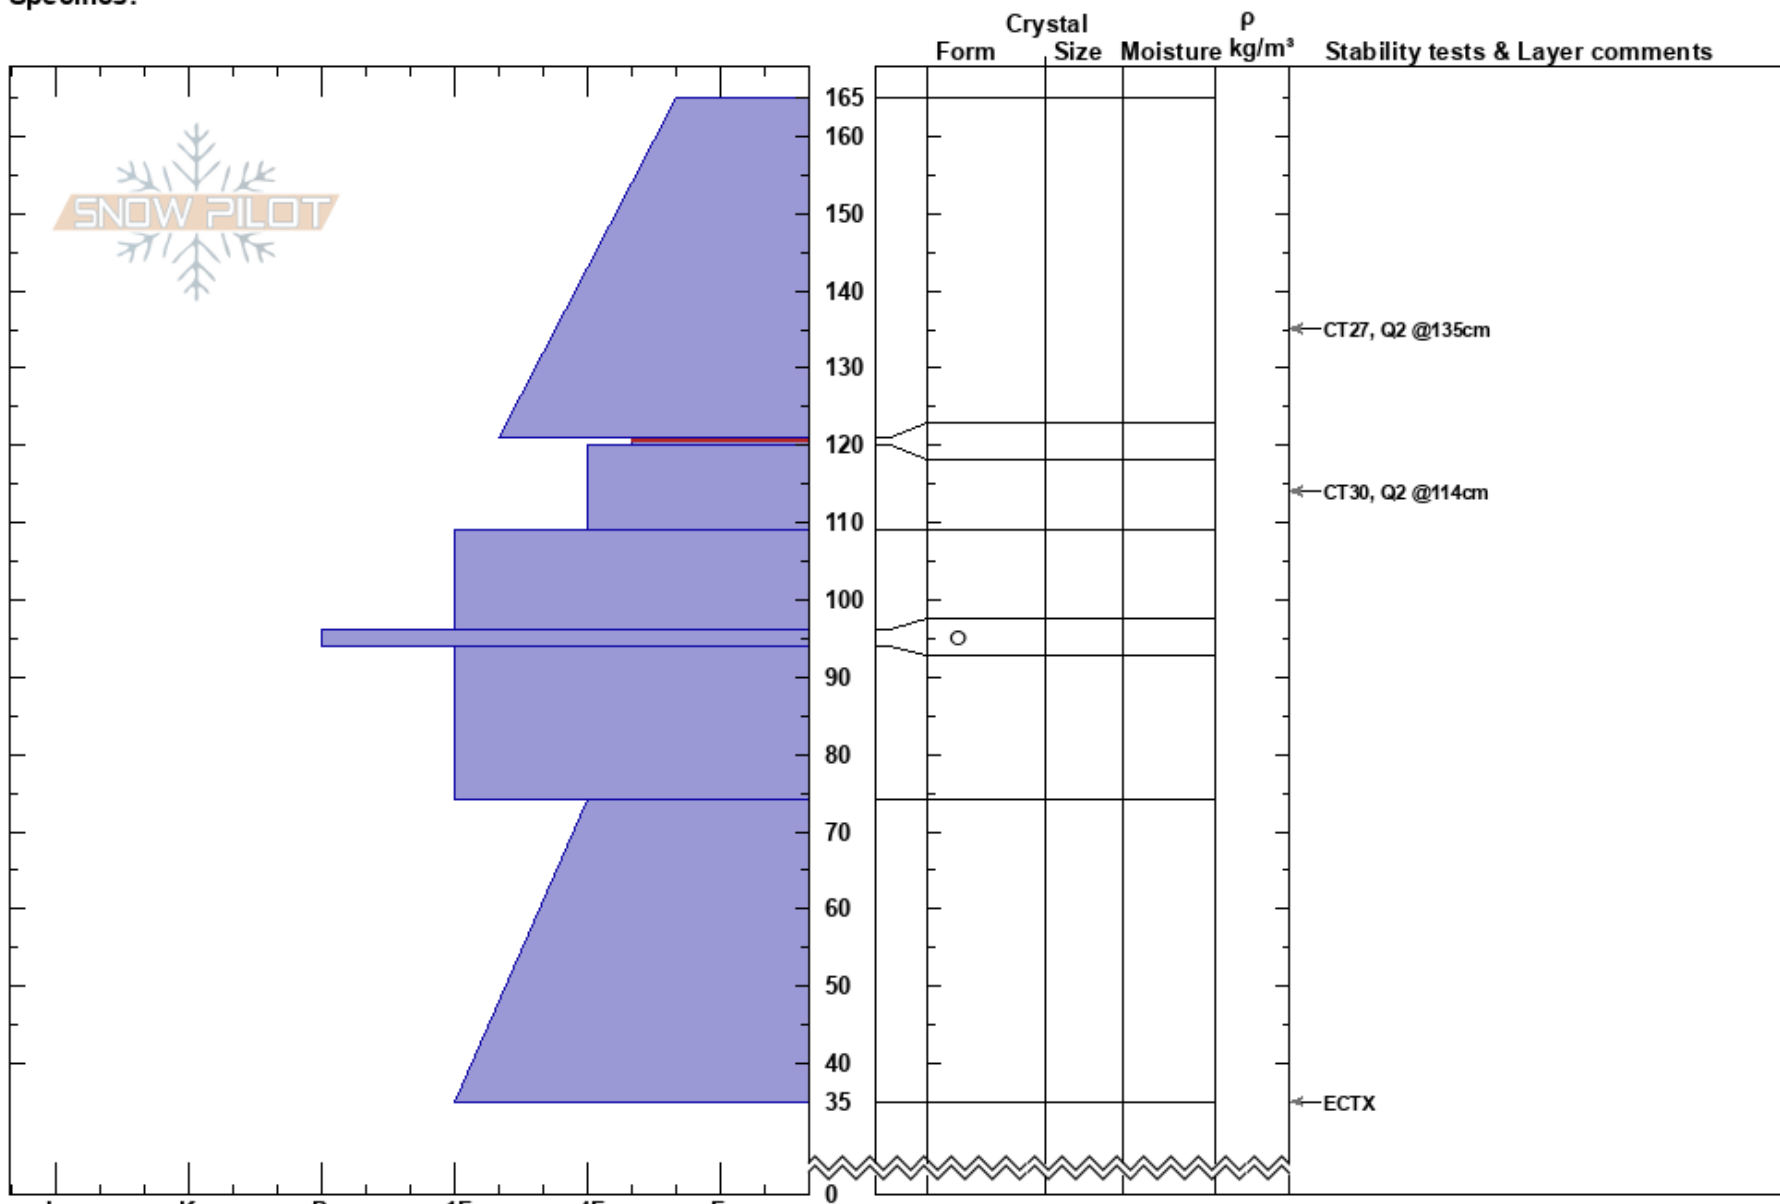 Crystal
ρ
Form Size Moisture kg/m³ Stability tests & Layer comments
165
160
SNOW PILOT
150
140
CT27, Q2 @135cm
130
120
CT30, Q2 @114cm
110
100
90
80
70
60
50
40
35
ECTX
0